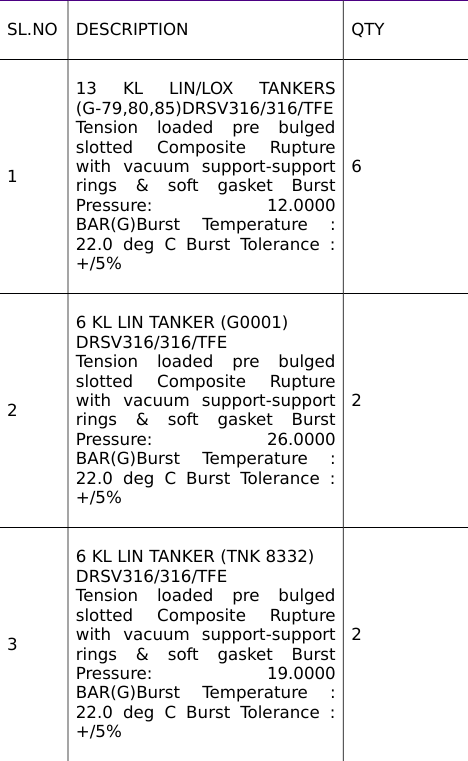 SL.NO DESCRIPTION QTY
13 KL LIN/LOX TANKERS
(G-79,80,85)DRSV316/316/TFE
Tension loaded pre bulged
slotted Composite Rupture
with vacuum support-support
rings & soft gasket Burst
Pressure: 12.0000
BAR(G)Burst Temperature :
22.0 deg C Burst Tolerance :
+/5%
1
6
6 KL LIN TANKER (G0001)
DRSV316/316/TFE
Tension loaded pre bulged
slotted Composite Rupture
with vacuum support-support
rings & soft gasket Burst
Pressure: 26.0000
BAR(G)Burst Temperature :
22.0 deg C Burst Tolerance :
+/5%
2
2
6 KL LIN TANKER (TNK 8332)
DRSV316/316/TFE
Tension loaded pre bulged
slotted Composite Rupture
with vacuum support-support
rings & soft gasket Burst
Pressure: 19.0000
BAR(G)Burst Temperature :
22.0 deg C Burst Tolerance :
+/5%
3
2